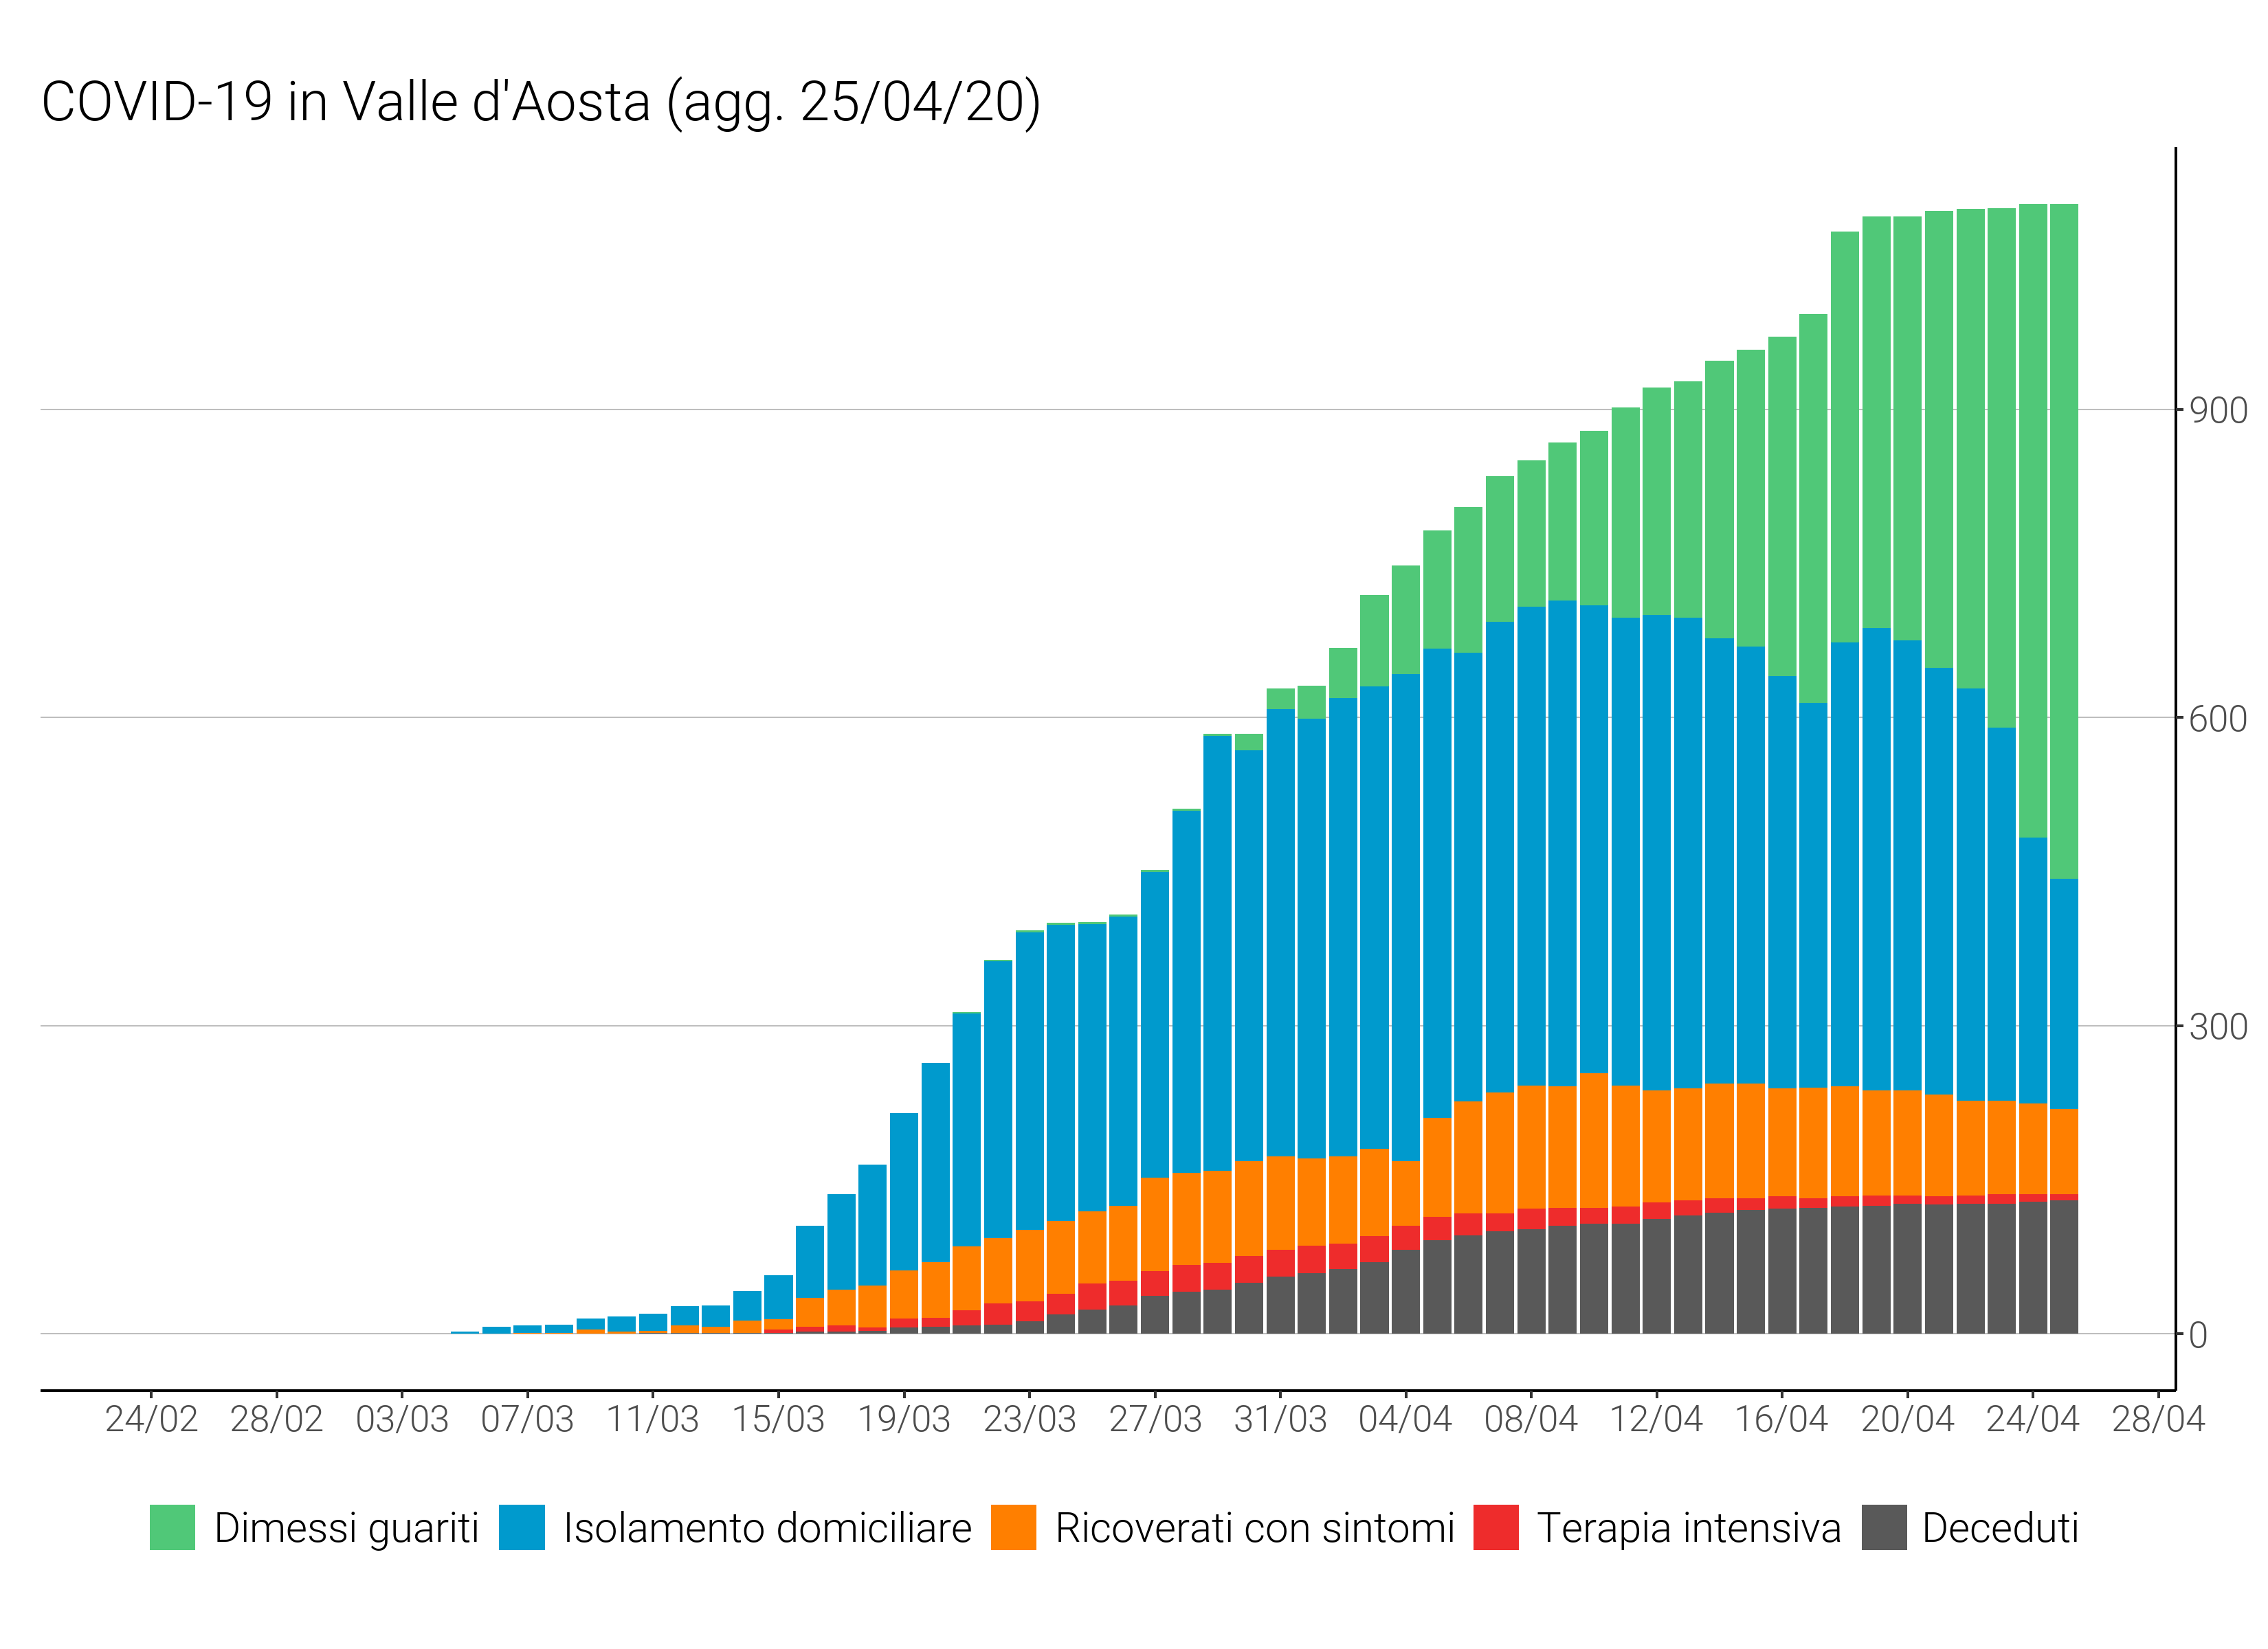 COVID-19 in Valle d'Aosta (agg. 25/04/20)
900
600
300
0
24/02 28/02 03/03 07/03 11/03 15/03 19/03 23/03 27/03 31/03 04/04 08/04 12/04 16/04 20/04 24/04 28/04
Dimessi guariti Isolamento domiciliare Ricoverati con sintomi Terapia intensiva Deceduti